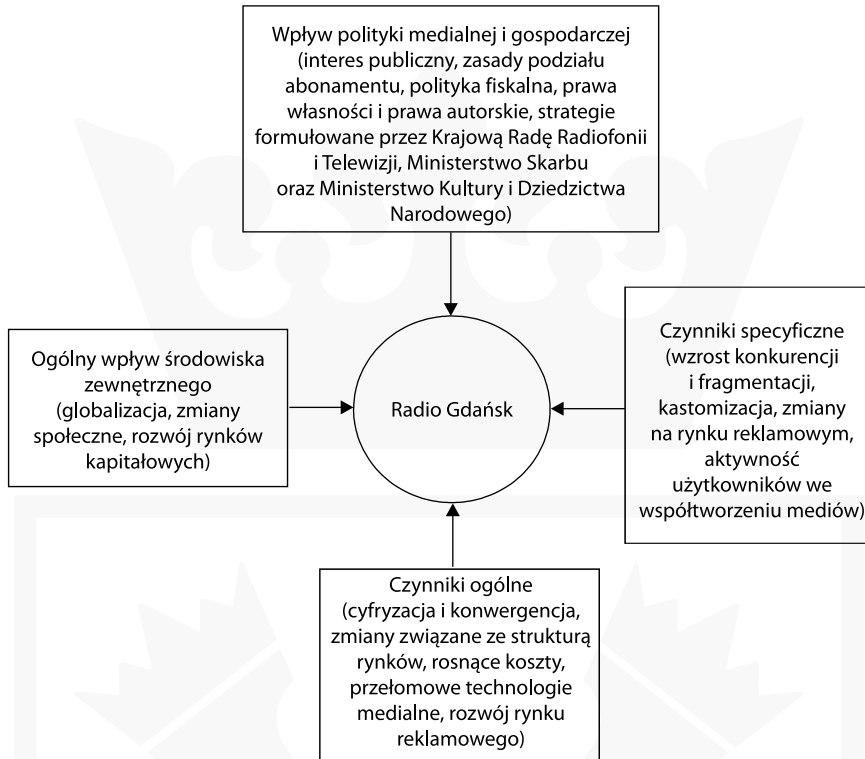 Wpływ polityki medialnej i gospodarczej
(interes publiczny, zasady podziału
abonamentu, polityka fiskalna, prawa
własności i prawa autorskie, strategie
formułowane przez Krajową Radę Radiofonii
i Telewizji, Ministerstwo Skarbu
oraz Ministerstwo Kultury i Dziedzictwa
Narodowego)
Ogólny wpływ środowiska
zewnętrznego
(globalizacja, zmiany
społeczne, rozwój rynków
kapitałowych)
Radio Gdańsk
Czynniki specyficzne
(wzrost konkurencji
i fragmentacji,
kastomizacja, zmiany
na rynku reklamowym,
aktywność
użytkowników we
współtworzeniu mediów)
Czynniki ogólne
(cyfryzacja i konwergencja,
zmiany związane ze strukturą
rynków, rosnące koszty,
przełomowe technologie
medialne, rozwój rynku
reklamowego)